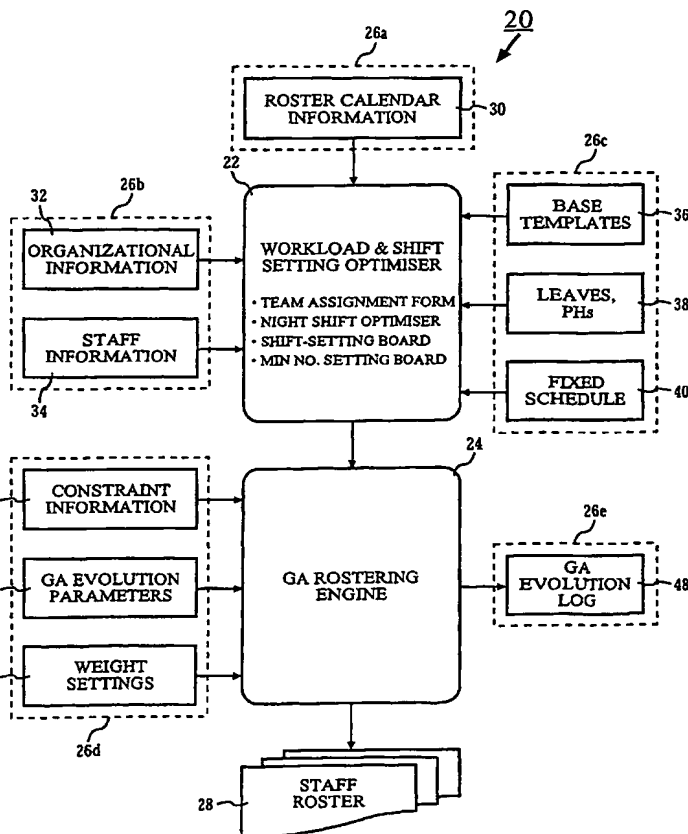 20
26a
ROSTER CALENDAR
INFORMATION
30
22
26b
26c
32
ORGANIZATIONAL
INFORMATION
STAFF
INFORMATION
34
WORKLOAD & SHIFT
SETTING OPTIMISER
• TEAM ASSIGNMENT FORM
• NIGHT SHIFT OPTIMISER
• SHIFT-SETTING BOARD
• MIN NO. SETTING BOARD
BASE
TEMPLATES
36
LEAVES,
PHs
38
FIXED
SCHEDULE
40
24
CONSTRAINT
INFORMATION
GA EVOLUTION
PARAMETERS
WEIGHT
SETTINGS
26d
GA ROSTERING
ENGINE
26e
GA
EVOLUTION
LOG
48
28
STAFF
ROSTER